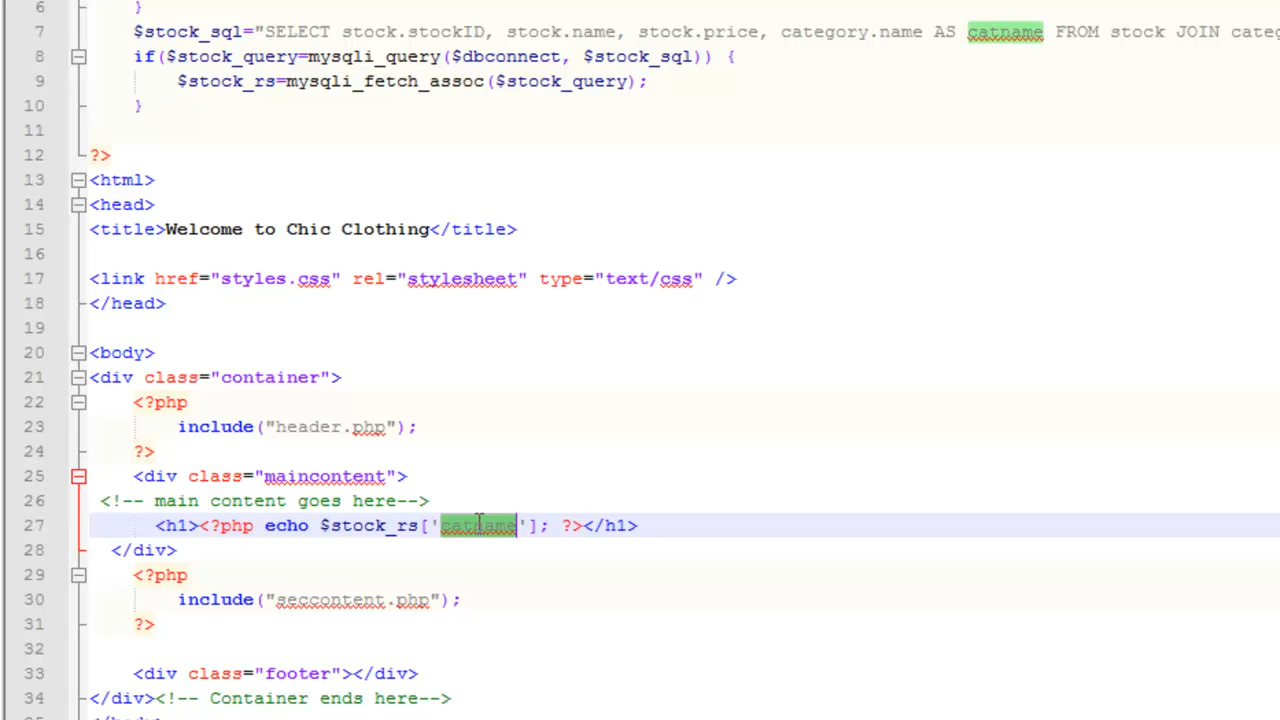 6 }
7 $stock_sql="SELECT stock.stockID, stock.name, stock.price, category.name AS catname FROM stock JOIN categ
8 if($stock_query=mysqli_query($dbconnect, $stock_sql)) {
9 $stock_rs=mysqli_fetch_assoc($stock_query);
10 }
11
12 ?>
13 <html>
14 <head>
15 <title>Welcome to Chic Clothing</title>
16
17 <link href="styles.css" rel="stylesheet" type="text/css" />
18 </head>
19
20 <body>
21 <div class="container">
22 <?php
23 include("header.php");
24 ?>
25 <div class="maincontent">
26 <!-- main content goes here-->
27 <h1><?php echo $stock_rs['catname']; ?></h1>
28 </div>
29 <?php
30 include("seccontent.php");
31 ?>
32
33 <div class="footer"></div>
34 </div><!-- Container ends here-->